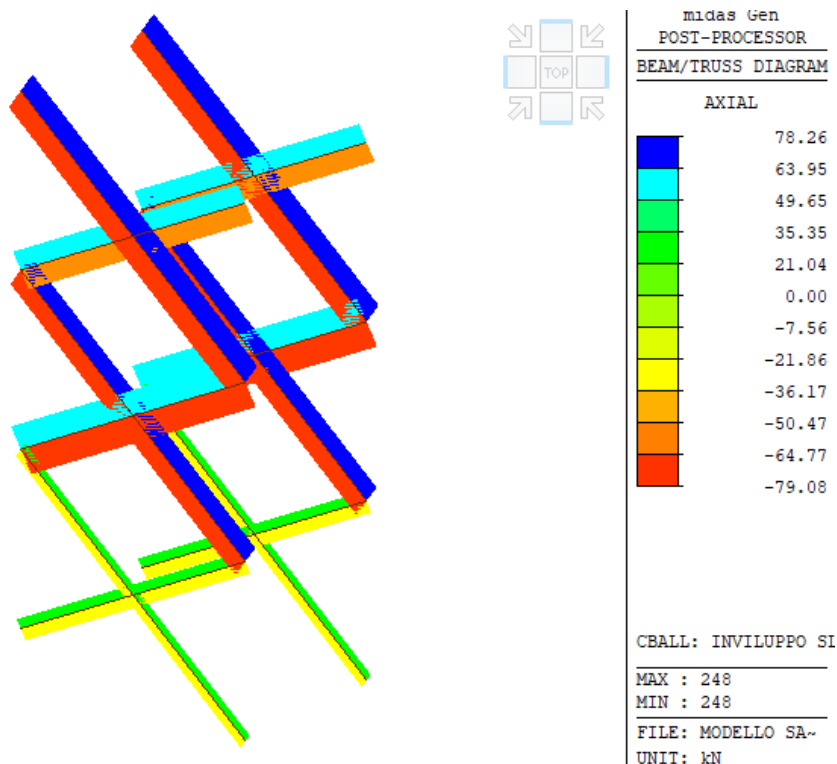 midas Gen
POST-PROCESSOR
BEAM/TRUSS DIAGRAM
TOP
AXIAL
78.26
63.95
49.65
35.35
21.04
0.00
-7.56
-21.86
-36.17
-50.47
-64.77
-79.08
CBALL: INVILUPPO SL
MAX : 248
MIN : 248
FILE: MODELLO SA~
UNIT: kN